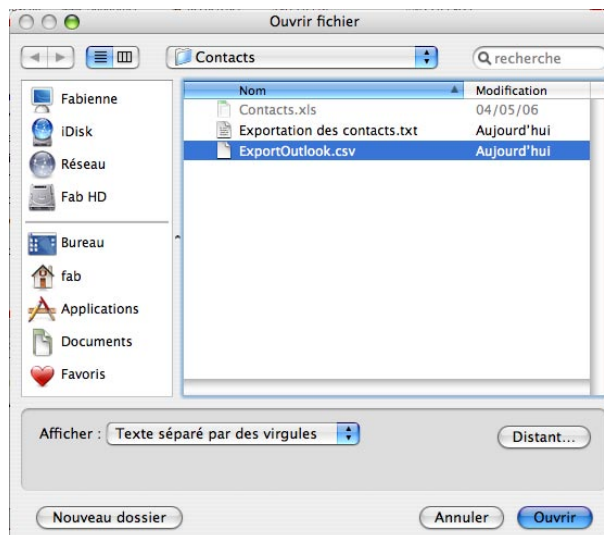 Ouvrir fichier
Contacts
recherche
Nom
Modification
Contacts.xls
04/05/06
Exportation des contacts.txt
Aujourd'hui
ExportOutlook.csv
Aujourd'hui
Fabienne
iDisk
Réseau
Fab HD
Bureau
fab
Applications
Documents
Favoris
Afficher : Texte séparé par des virgules
Distant...
Nouveau dossier
Annuler
Ouvrir